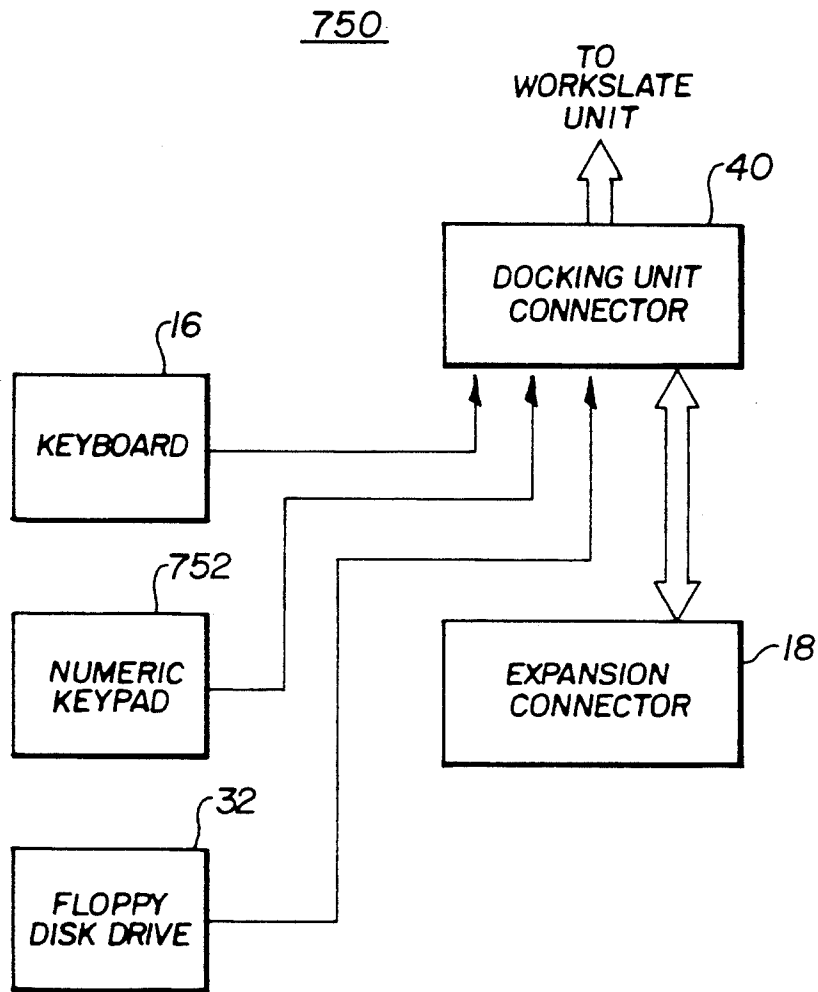 750
TO
WORKSLATE
UNIT
40
DOCKING UNIT
CONNECTOR
16
KEYBOARD
752
NUMERIC
KEYPAD
18
EXPANSION
CONNECTOR
32
FLOPPY
DISK DRIVE